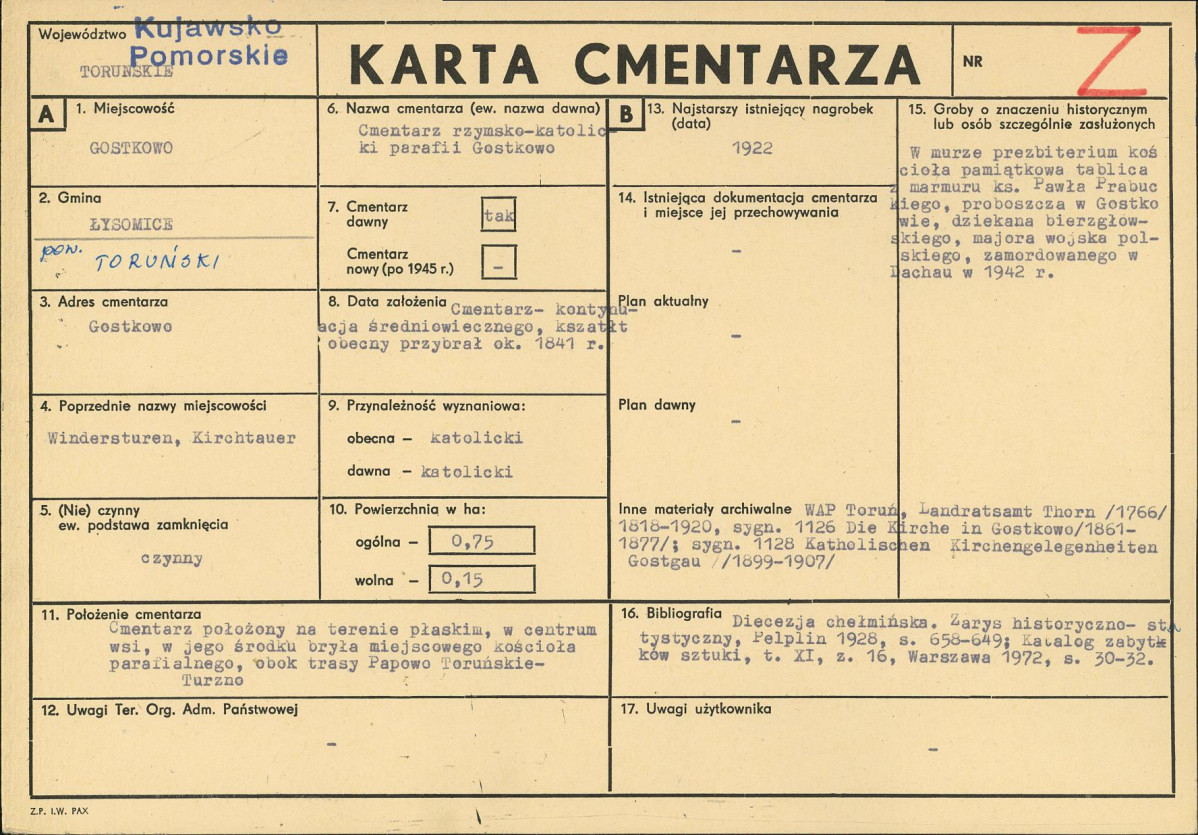 Województwo Kujawsko
Pomorskie
TORUŃSKIE
KARTA CMENTARZA
NR Z
A
1. Miejscowość
GOSTKOWO
2. Gmina
ŁYSOMICE
pow. TORUŃSKI
3. Adres cmentarza
Gostkowo
4. Poprzednie nazwy miejscowości
Windersturen, Kirchtauer
5. (Nie) czynny
ew. podstawa zamknięcia
czynny
6. Nazwa cmentarza (ew. nazwa dawna)
Cmentarz rzymsko-katolic
ki parafii Gostkowo
7. Cmentarz
dawny tak
Cmentarz
nowy (po 1945 r.) –
8. Data założenia Cmentarz- kontynu-
acja średniowiecznego, kształt
obecny przybrał ok. 1841 r.
9. Przynależność wyznaniowa:
obecna – katolicki
dawna – katolicki
10. Powierzchnia w ha:
ogólna – 0,75
wolna – 0,15
11. Położenie cmentarza
Cmentarz położony na terenie płaskim, w centrum
wsi, w jego środku bryła miejscowego kościoła
parafialnego, obok trasy Papowo Toruńskie-
Turzno
12. Uwagi Ter. Org. Adm. Państwowej
–
B
13. Najstarszy istniejący nagrobek
(data)
1922
14. Istniejąca dokumentacja cmentarza
i miejsce jej przechowywania
–
Plan aktualny
–
Plan dawny
–
Inne materiały archiwalne WAP Toruń, Landratsamt Thorn /1766/
1818-1920, sygn. 1126 Die Kirche in Gostkowo/1861-
1877/; sygn. 1128 Katholischen Kirchengelegenheiten
Gostgau //1899-1907/
15. Groby o znaczeniu historycznym
lub osób szczególnie zasłużonych
W murze prezbiterium koś
cioła pamiątkowa tablica
z marmuru ks. Pawła Prabuc
kiego, proboszcza w Gostko
wie, dziekana bierzgłow-
skiego, majora wojska pol-
skiego, zamordowanego w
Dachau w 1942 r.
16. Bibliografia Diecezja chełmińska. Zarys historyczno- sta
tystyczny, Pelplin 1928, s. 658-649; Katalog zabyt
ków sztuki, t. XI, z. 16, Warszawa 1972, s. 30-32.
17. Uwagi użytkownika
–
Z.P. I.W. PAX